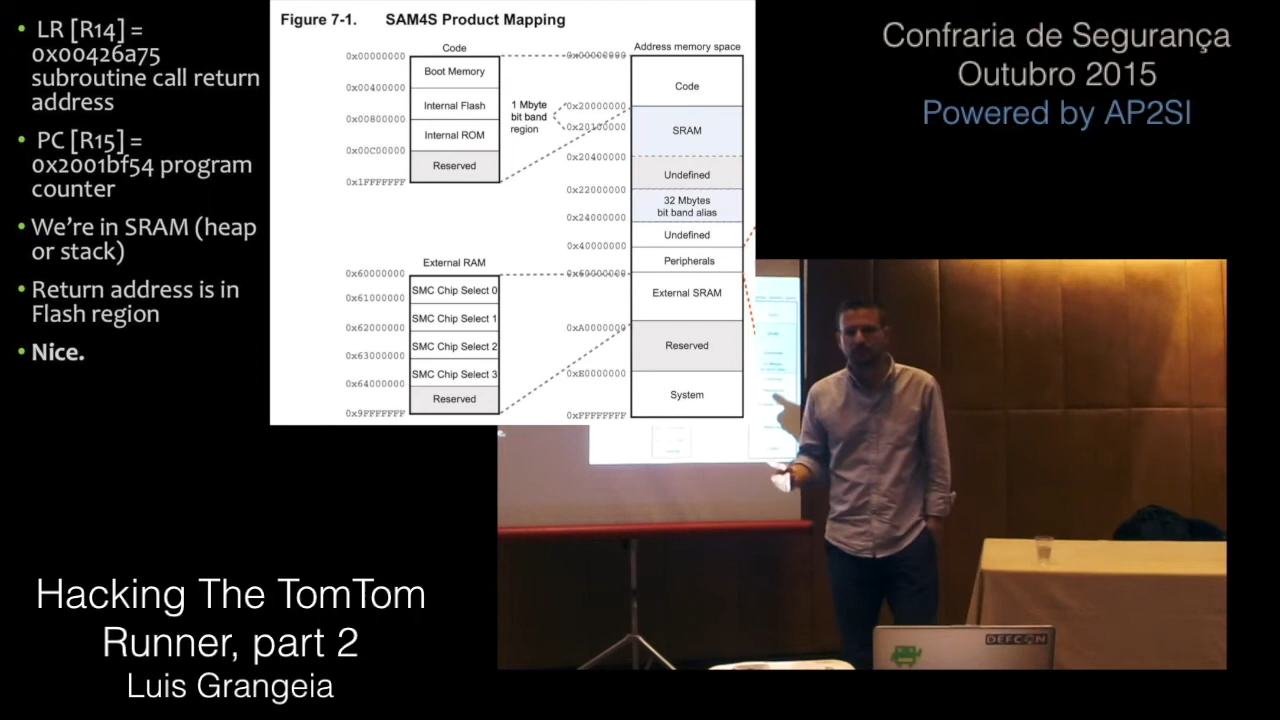 • LR [R14] =
0x00426a75
subroutine call return
address
• PC [R15] =
0x2001bf54 program
counter
• We're in SRAM (heap
or stack)
• Return address is in
Flash region
• Nice.
Figure 7-1. SAM4S Product Mapping
Code
0x00000000
Boot Memory
0x00400000
Internal Flash
0x00800000
Internal ROM
0x00C00000
Reserved
0x1FFFFFFF
1 Mbyte
bit band
region
Address memory space
0x00000000
Code
0x20000000
0x20100000
SRAM
0x20400000
Undefined
0x22000000
32 Mbytes
bit band alias
0x24000000
Undefined
0x40000000
Peripherals
0x60000000
External SRAM
0xA0000000
Reserved
0xE0000000
System
0xFFFFFFFF
External RAM
0x60000000
SMC Chip Select 0
0x61000000
SMC Chip Select 1
0x62000000
SMC Chip Select 2
0x63000000
SMC Chip Select 3
0x64000000
Reserved
0x9FFFFFFF
Confraria de Segurança
Outubro 2015
Powered by AP2SI
DEFCON
Hacking The TomTom
Runner, part 2
Luis Grangeia